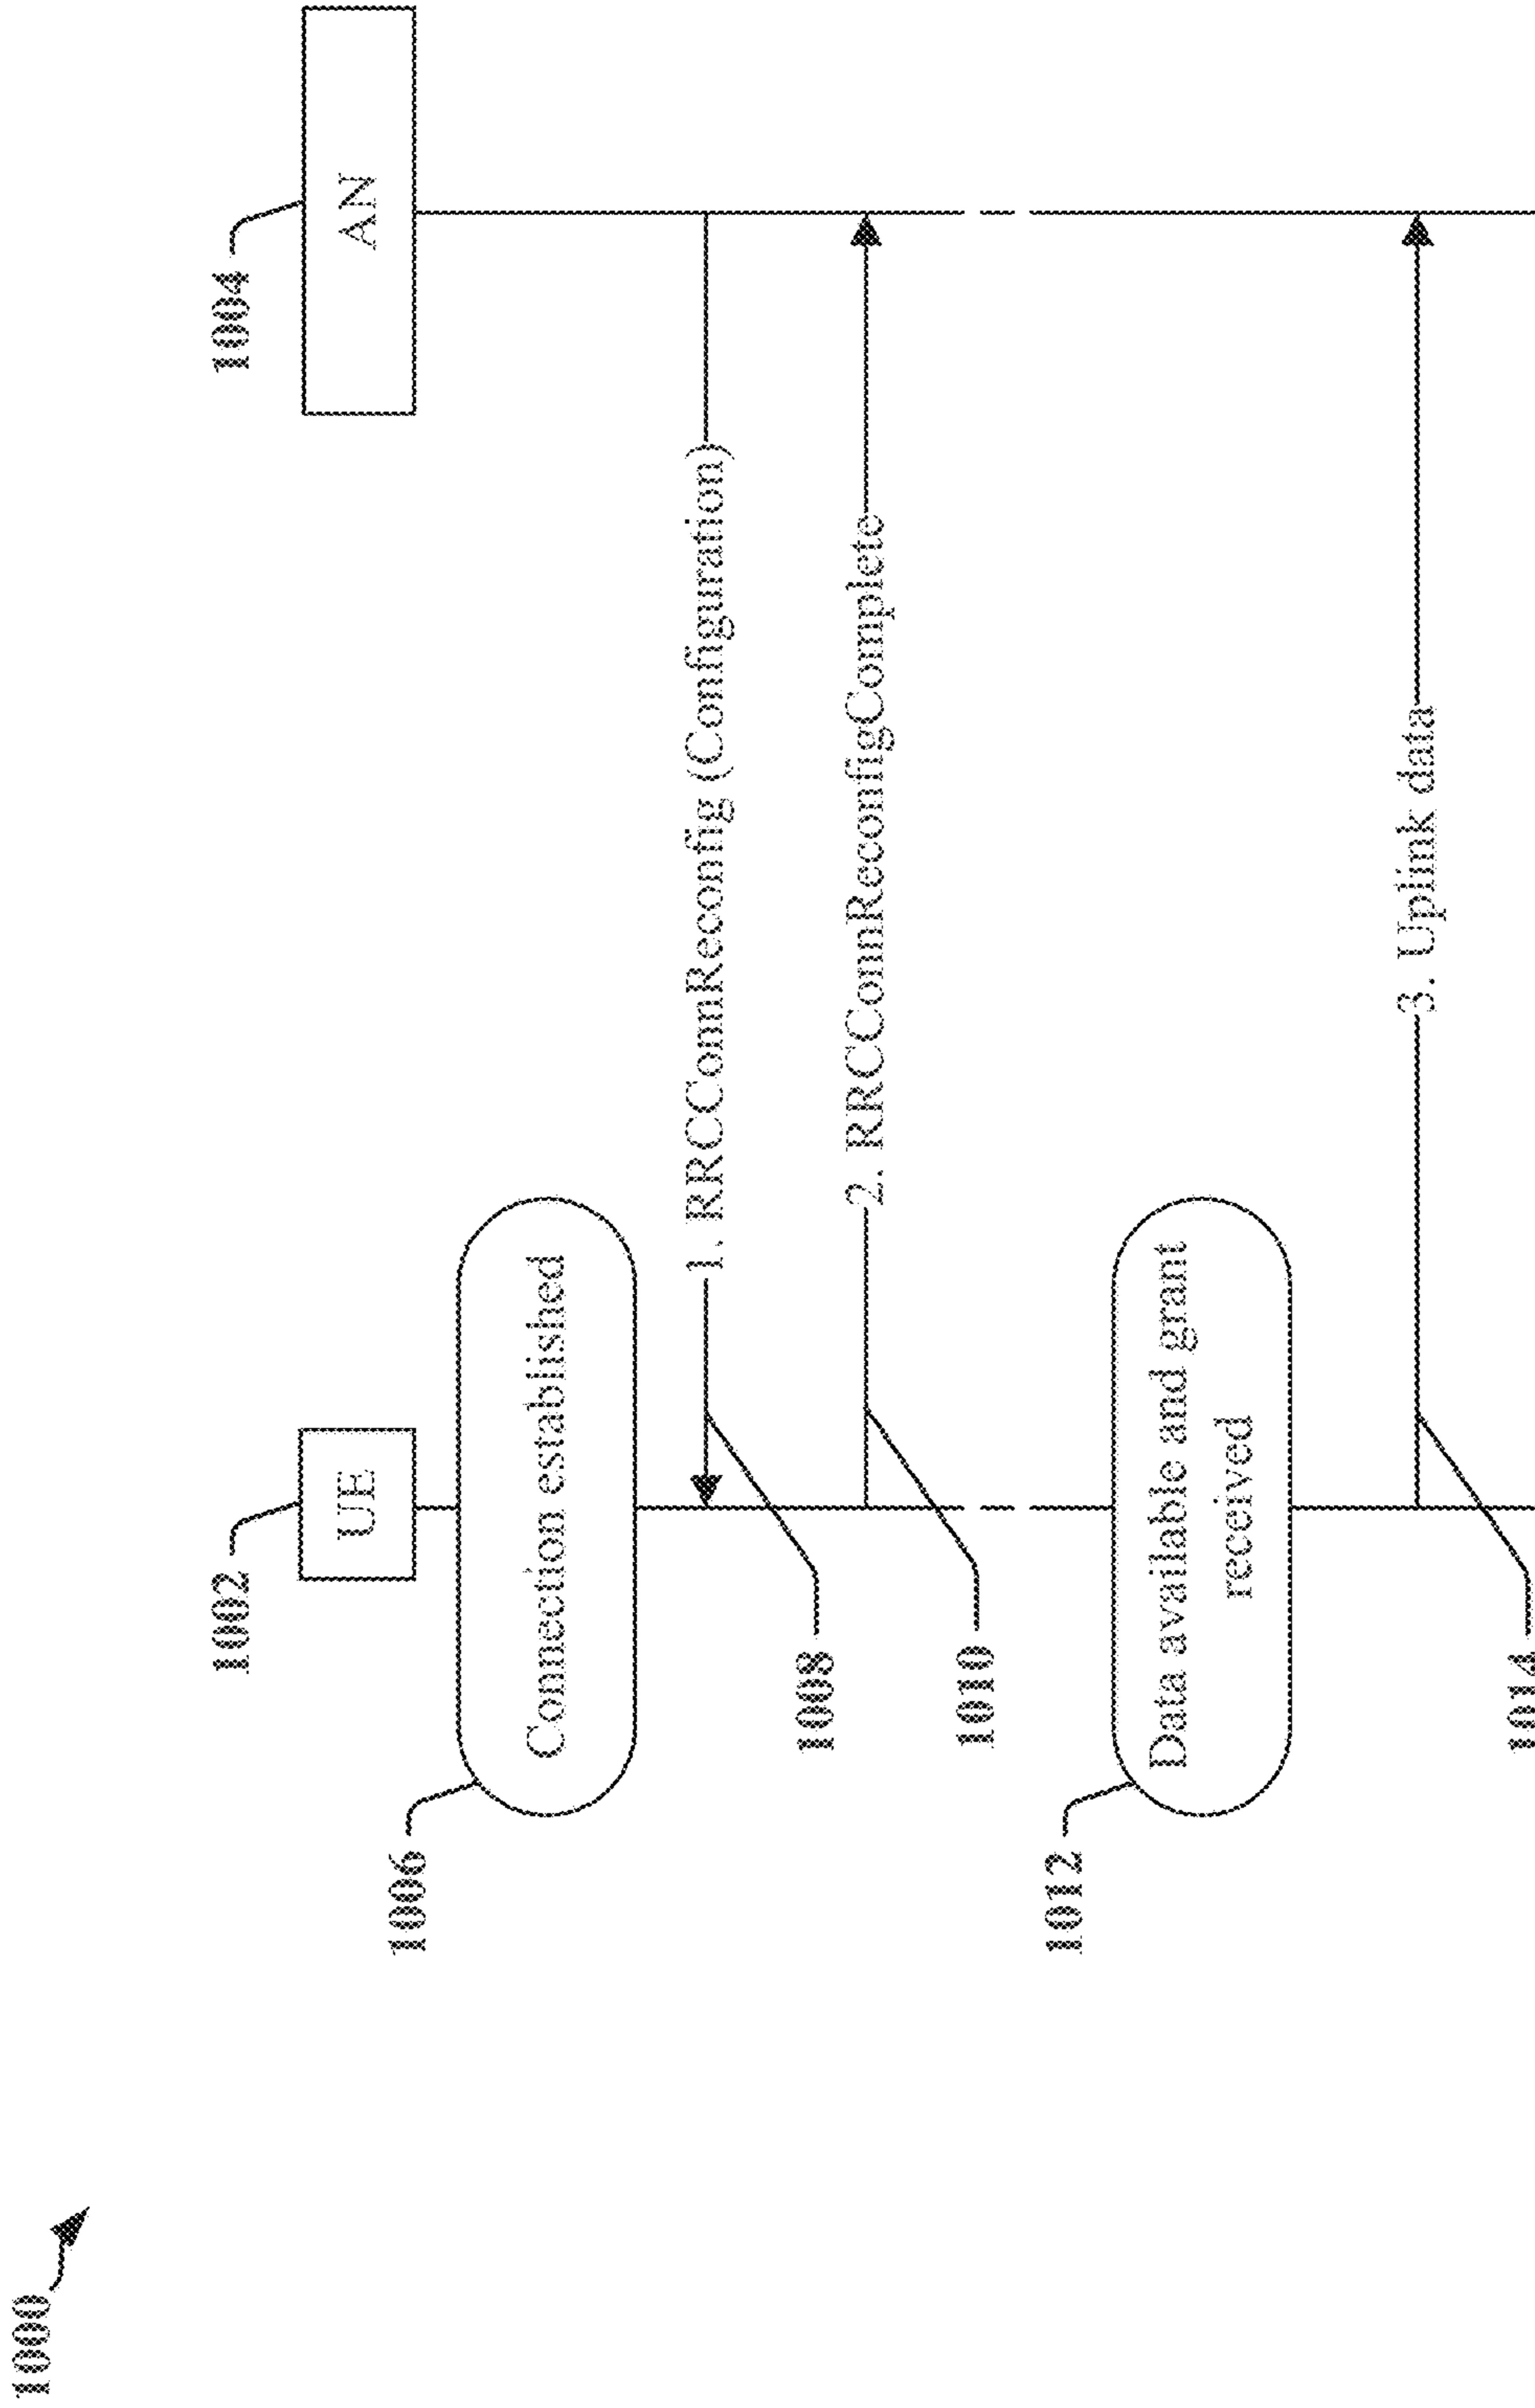 1000
1002
1004
UE
AN
1006
Connection established
1. RRCConnReconfig (Configuration)
1008
2. RRCConnReconfigComplete
1010
1012
Data available and grant
received
3. Uplink data
1014